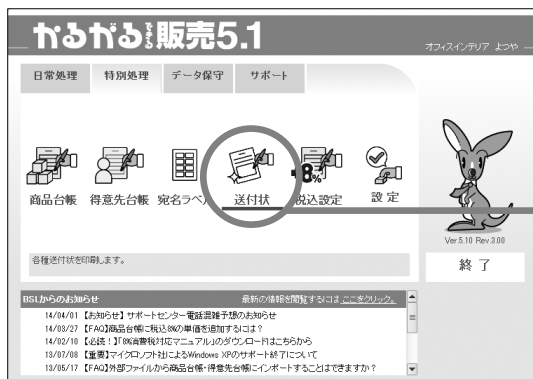 かるがるできる販売5.1
オフィスインテリア よつや
日常処理 特別処理 データ保守 サポート
8%
商品台帳 得意先台帳 宛名ラベル 送付状 税込設定 設定
Ver.5.10 Rev.3.00
各種送付状を印刷します。
終了
BSLからのお知らせ 最新の情報を閲覧するには ここをクリック。
14/04/01 【お知らせ】サポートセンター電話混雑予想のお知らせ
14/03/27 【FAQ】商品台帳に税込8%の単価を追加するには？
14/02/10 【必読！】「8%消費税対応マニュアル」のダウンロードはこちらから
13/07/08 【重要】マイクロソフト社によるWindows XPのサポート終了について
13/05/17 【FAQ】外部ファイルから商品台帳・得意先台帳にインポートすることはできますか？